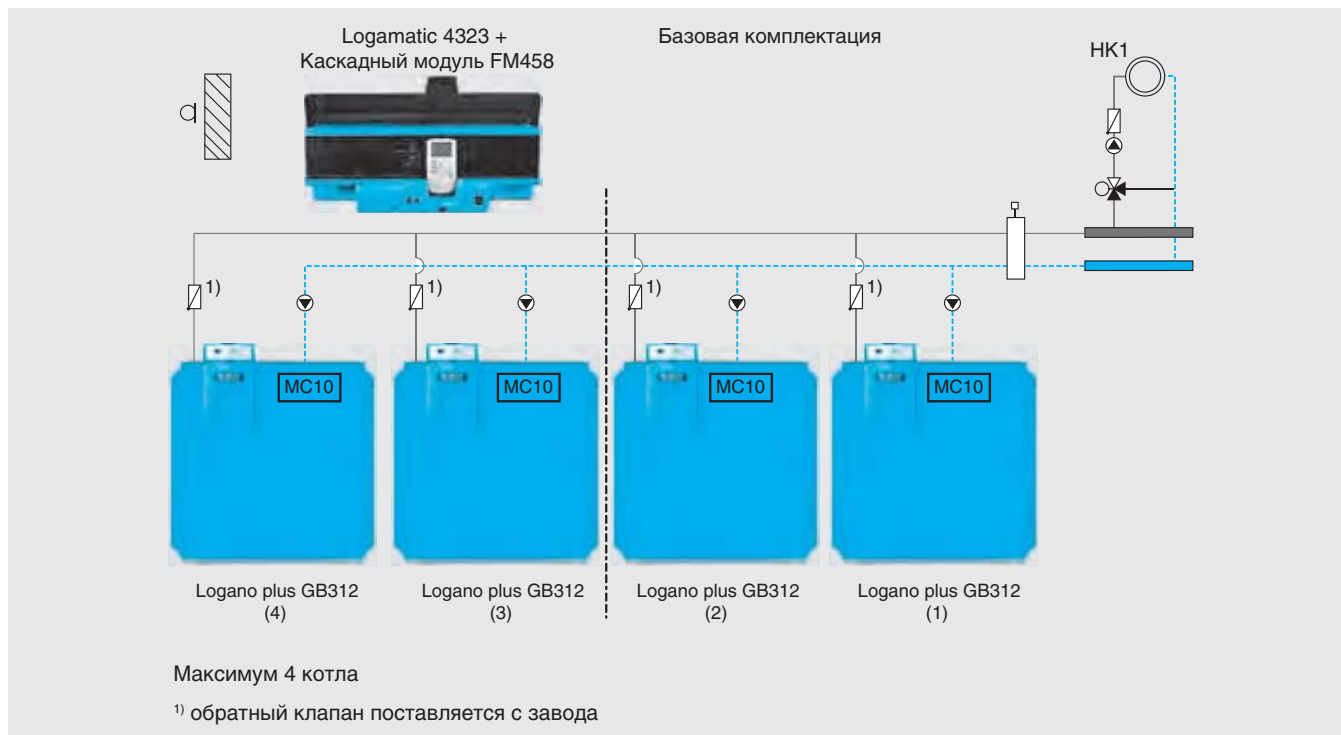 Logamatic 4323 +
Каскадный модуль FM458
Базовая комплектация
HK1
1)
1)
1)
1)
MC10
MC10
MC10
MC10
Logano plus GB312
(4)
Logano plus GB312
(3)
Logano plus GB312
(2)
Logano plus GB312
(1)
Максимум 4 котла
1) обратный клапан поставляется с завода